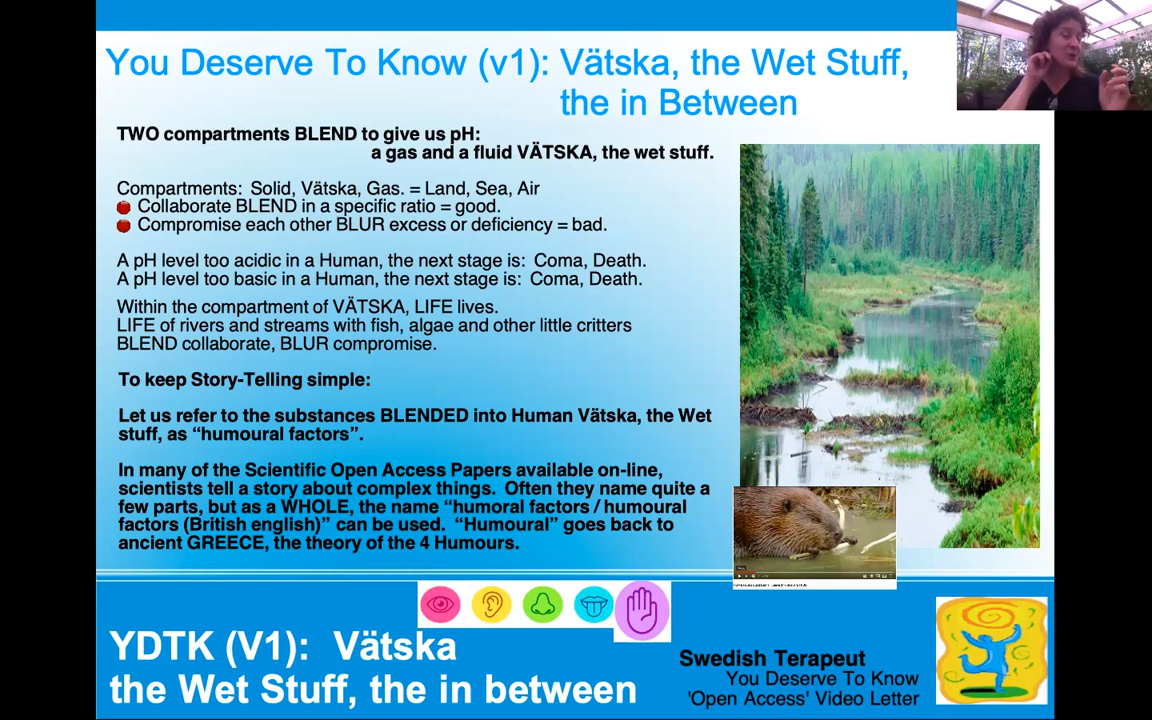 You Deserve To Know (v1): Vätska, the Wet Stuff,
the in Between
TWO compartments BLEND to give us pH:
a gas and a fluid VÄTSKA, the wet stuff.
Compartments: Solid, Vätska, Gas. = Land, Sea, Air
Collaborate BLEND in a specific ratio = good.
Compromise each other BLUR excess or deficiency = bad.
A pH level too acidic in a Human, the next stage is: Coma, Death.
A pH level too basic in a Human, the next stage is: Coma, Death.
Within the compartment of VÄTSKA, LIFE lives.
LIFE of rivers and streams with fish, algae and other little critters
BLEND collaborate, BLUR compromise.
To keep Story-Telling simple:
Let us refer to the substances BLENDED into Human Vätska, the Wet
stuff, as “humoural factors”.
In many of the Scientific Open Access Papers available on-line,
scientists tell a story about complex things. Often they name quite a
few parts, but as a WHOLE, the name “humoral factors / humoural
factors (British english)” can be used. “Humoural” goes back to
ancient GREECE, the theory of the 4 Humours.
YDTK (V1): Vätska
the Wet Stuff, the in between
Swedish Terapeut
You Deserve To Know
'Open Access' Video Letter